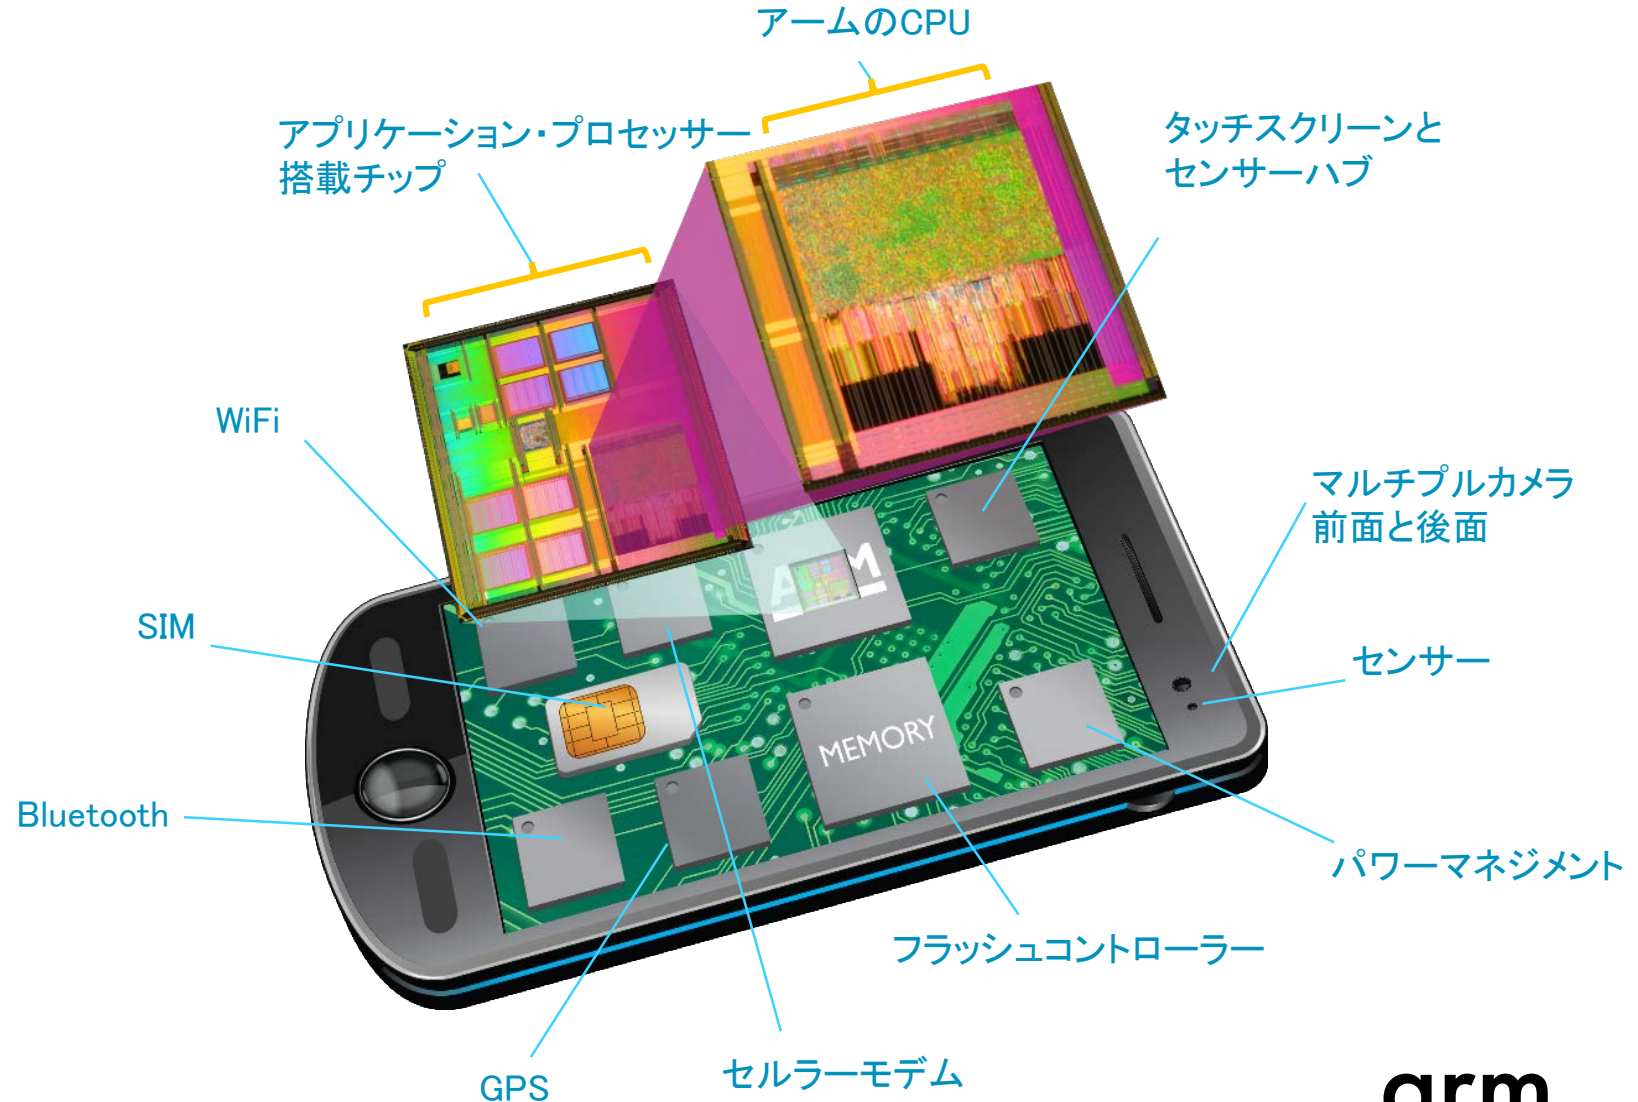 アームのCPU
アプリケーション・プロセッサー
搭載チップ
タッチスクリーンと
センサーハブ
WiFi
マルチプルカメラ
前面と後面
SIM
センサー
MEMORY
Bluetooth
パワーマネジメント
フラッシュコントローラー
セルラーモデム
GPS
arm